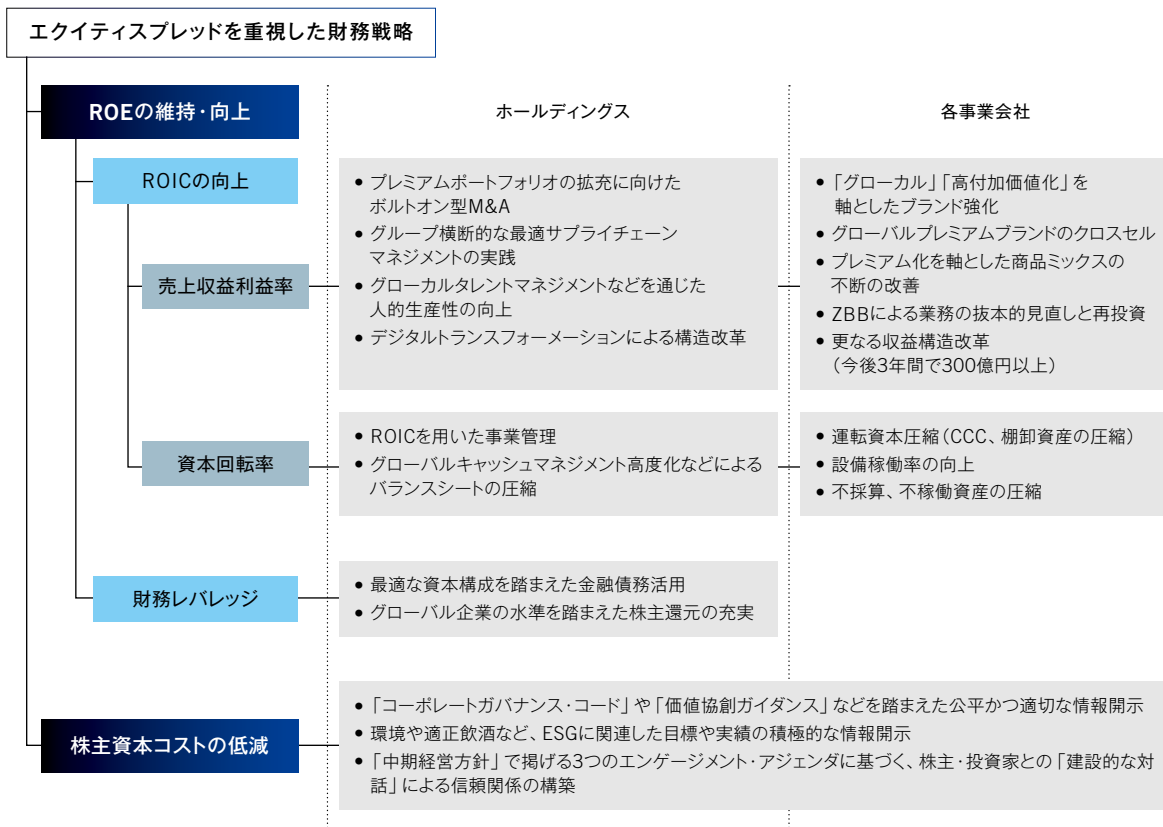 エクイティスプレッドを重視した財務戦略
ROEの維持・向上
ホールディングス
各事業会社
ROICの向上
売上収益利益率
• プレミアムポートフォリオの拡充に向けた
ボルトオン型M&A
• グループ横断的な最適サプライチェーン
マネジメントの実践
• グローカルタレントマネジメントなどを通じた
人的生産性の向上
• デジタルトランスフォーメーションによる構造改革
• 「グローカル」「高付加価値化」を
軸としたブランド強化
• グローバルプレミアムブランドのクロスセル
• プレミアム化を軸とした商品ミックスの
不断の改善
• ZBBによる業務の抜本的見直しと再投資
• 更なる収益構造改革
（今後3年間で300億円以上）
資本回転率
• ROICを用いた事業管理
• グローバルキャッシュマネジメント高度化などによる
バランスシートの圧縮
• 運転資本圧縮（CCC、棚卸資産の圧縮）
• 設備稼働率の向上
• 不採算、不稼働資産の圧縮
財務レバレッジ
• 最適な資本構成を踏まえた金融債務活用
• グローバル企業の水準を踏まえた株主還元の充実
株主資本コストの低減
• 「コーポレートガバナンス・コード」や「価値協創ガイダンス」などを踏まえた公平かつ適切な情報開示
• 環境や適正飲酒など、ESGに関連した目標や実績の積極的な情報開示
• 「中期経営方針」で掲げる3つのエンゲージメント・アジェンダに基づく、株主・投資家との「建設的な対
話」による信頼関係の構築